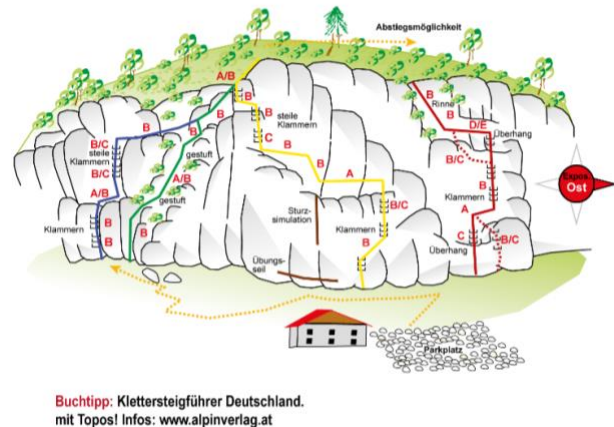 Abstiegsmöglichkeit
A/B
B
B
Rinne
B
steile
Klammern
B
C
B
D/E
Überhang
B
B/C
steile
Klammern
B/C
B
gestuft
A/B
gestuft
B
A
B/C
B
Klammern
A
Expos.
Ost
A/B
Klammern
B
B
B
Sturz-
simulation
B/C
Klammern
B
Übungs-
seil
C
B/C
Überhang
Parkplatz
Buchtipp: Klettersteigführer Deutschland.
mit Topos! Infos: www.alpinverlag.at